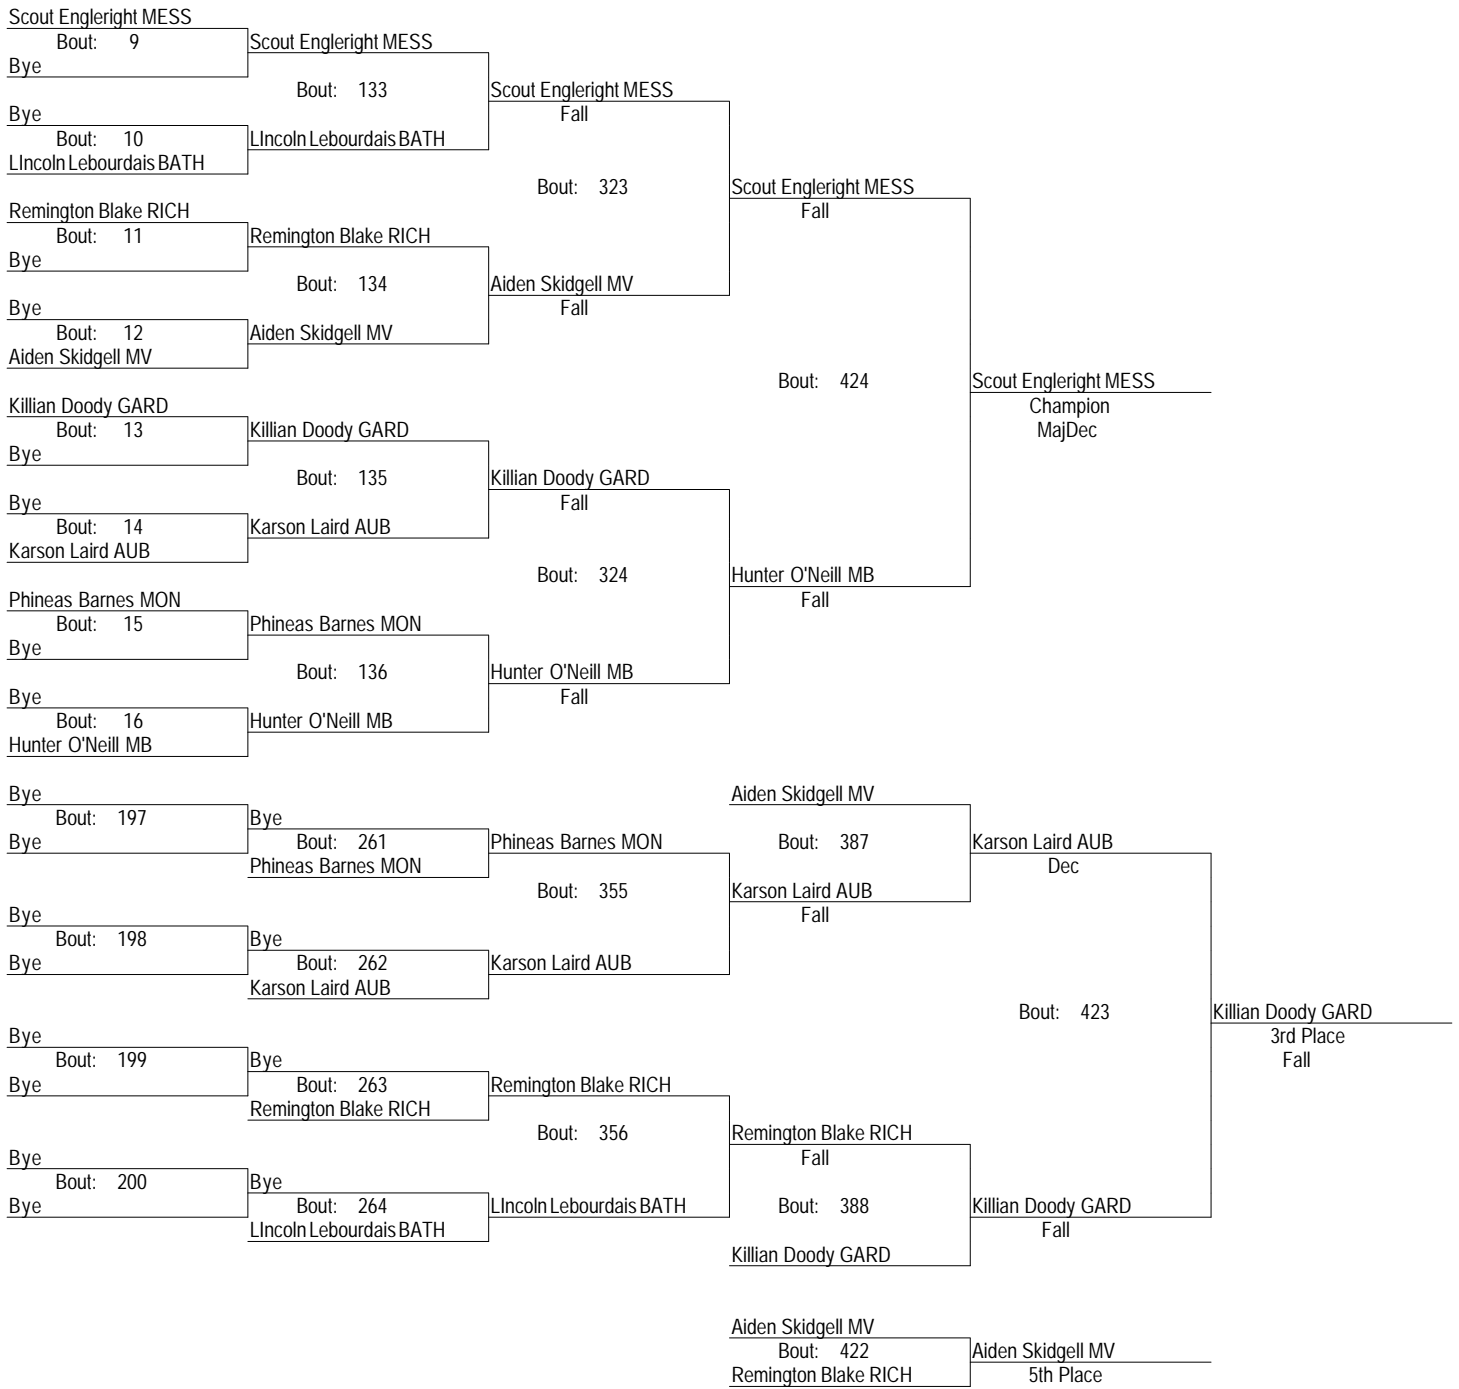 Scout Engleright MESS
Bout: 9
Scout Engleright MESS
Bye
Bout: 133
Scout Engleright MESS
Bye
Fall
Bout: 10
LIncoln Lebourdais BATH
LIncoln Lebourdais BATH
Bout: 323
Scout Engleright MESS
Remington Blake RICH
Fall
Bout: 11
Remington Blake RICH
Bye
Bout: 134
Aiden Skidgell MV
Bye
Fall
Bout: 12
Aiden Skidgell MV
Aiden Skidgell MV
Bout: 424
Scout Engleright MESS
Killian Doody GARD
Champion
Bout: 13
Killian Doody GARD
MajDec
Bye
Bout: 135
Killian Doody GARD
Bye
Fall
Bout: 14
Karson Laird AUB
Karson Laird AUB
Bout: 324
Hunter O'Neill MB
Phineas Barnes MON
Fall
Bout: 15
Phineas Barnes MON
Bye
Bout: 136
Hunter O'Neill MB
Bye
Fall
Bout: 16
Hunter O'Neill MB
Hunter O'Neill MB
Bye
Aiden Skidgell MV
Bout: 197
Bye
Bye
Bout: 261
Phineas Barnes MON
Bout: 387
Karson Laird AUB
Phineas Barnes MON
Dec
Bout: 355
Karson Laird AUB
Bye
Fall
Bout: 198
Bye
Bye
Bout: 262
Karson Laird AUB
Karson Laird AUB
Bout: 423
Killian Doody GARD
Bye
3rd Place
Bout: 199
Bye
Fall
Bye
Bout: 263
Remington Blake RICH
Remington Blake RICH
Bout: 356
Remington Blake RICH
Bye
Fall
Bout: 200
Bye
Bye
Bout: 264
LIncoln Lebourdais BATH
Bout: 388
Killian Doody GARD
LIncoln Lebourdais BATH
Fall
Killian Doody GARD
Aiden Skidgell MV
Bout: 422
Aiden Skidgell MV
Remington Blake RICH
5th Place